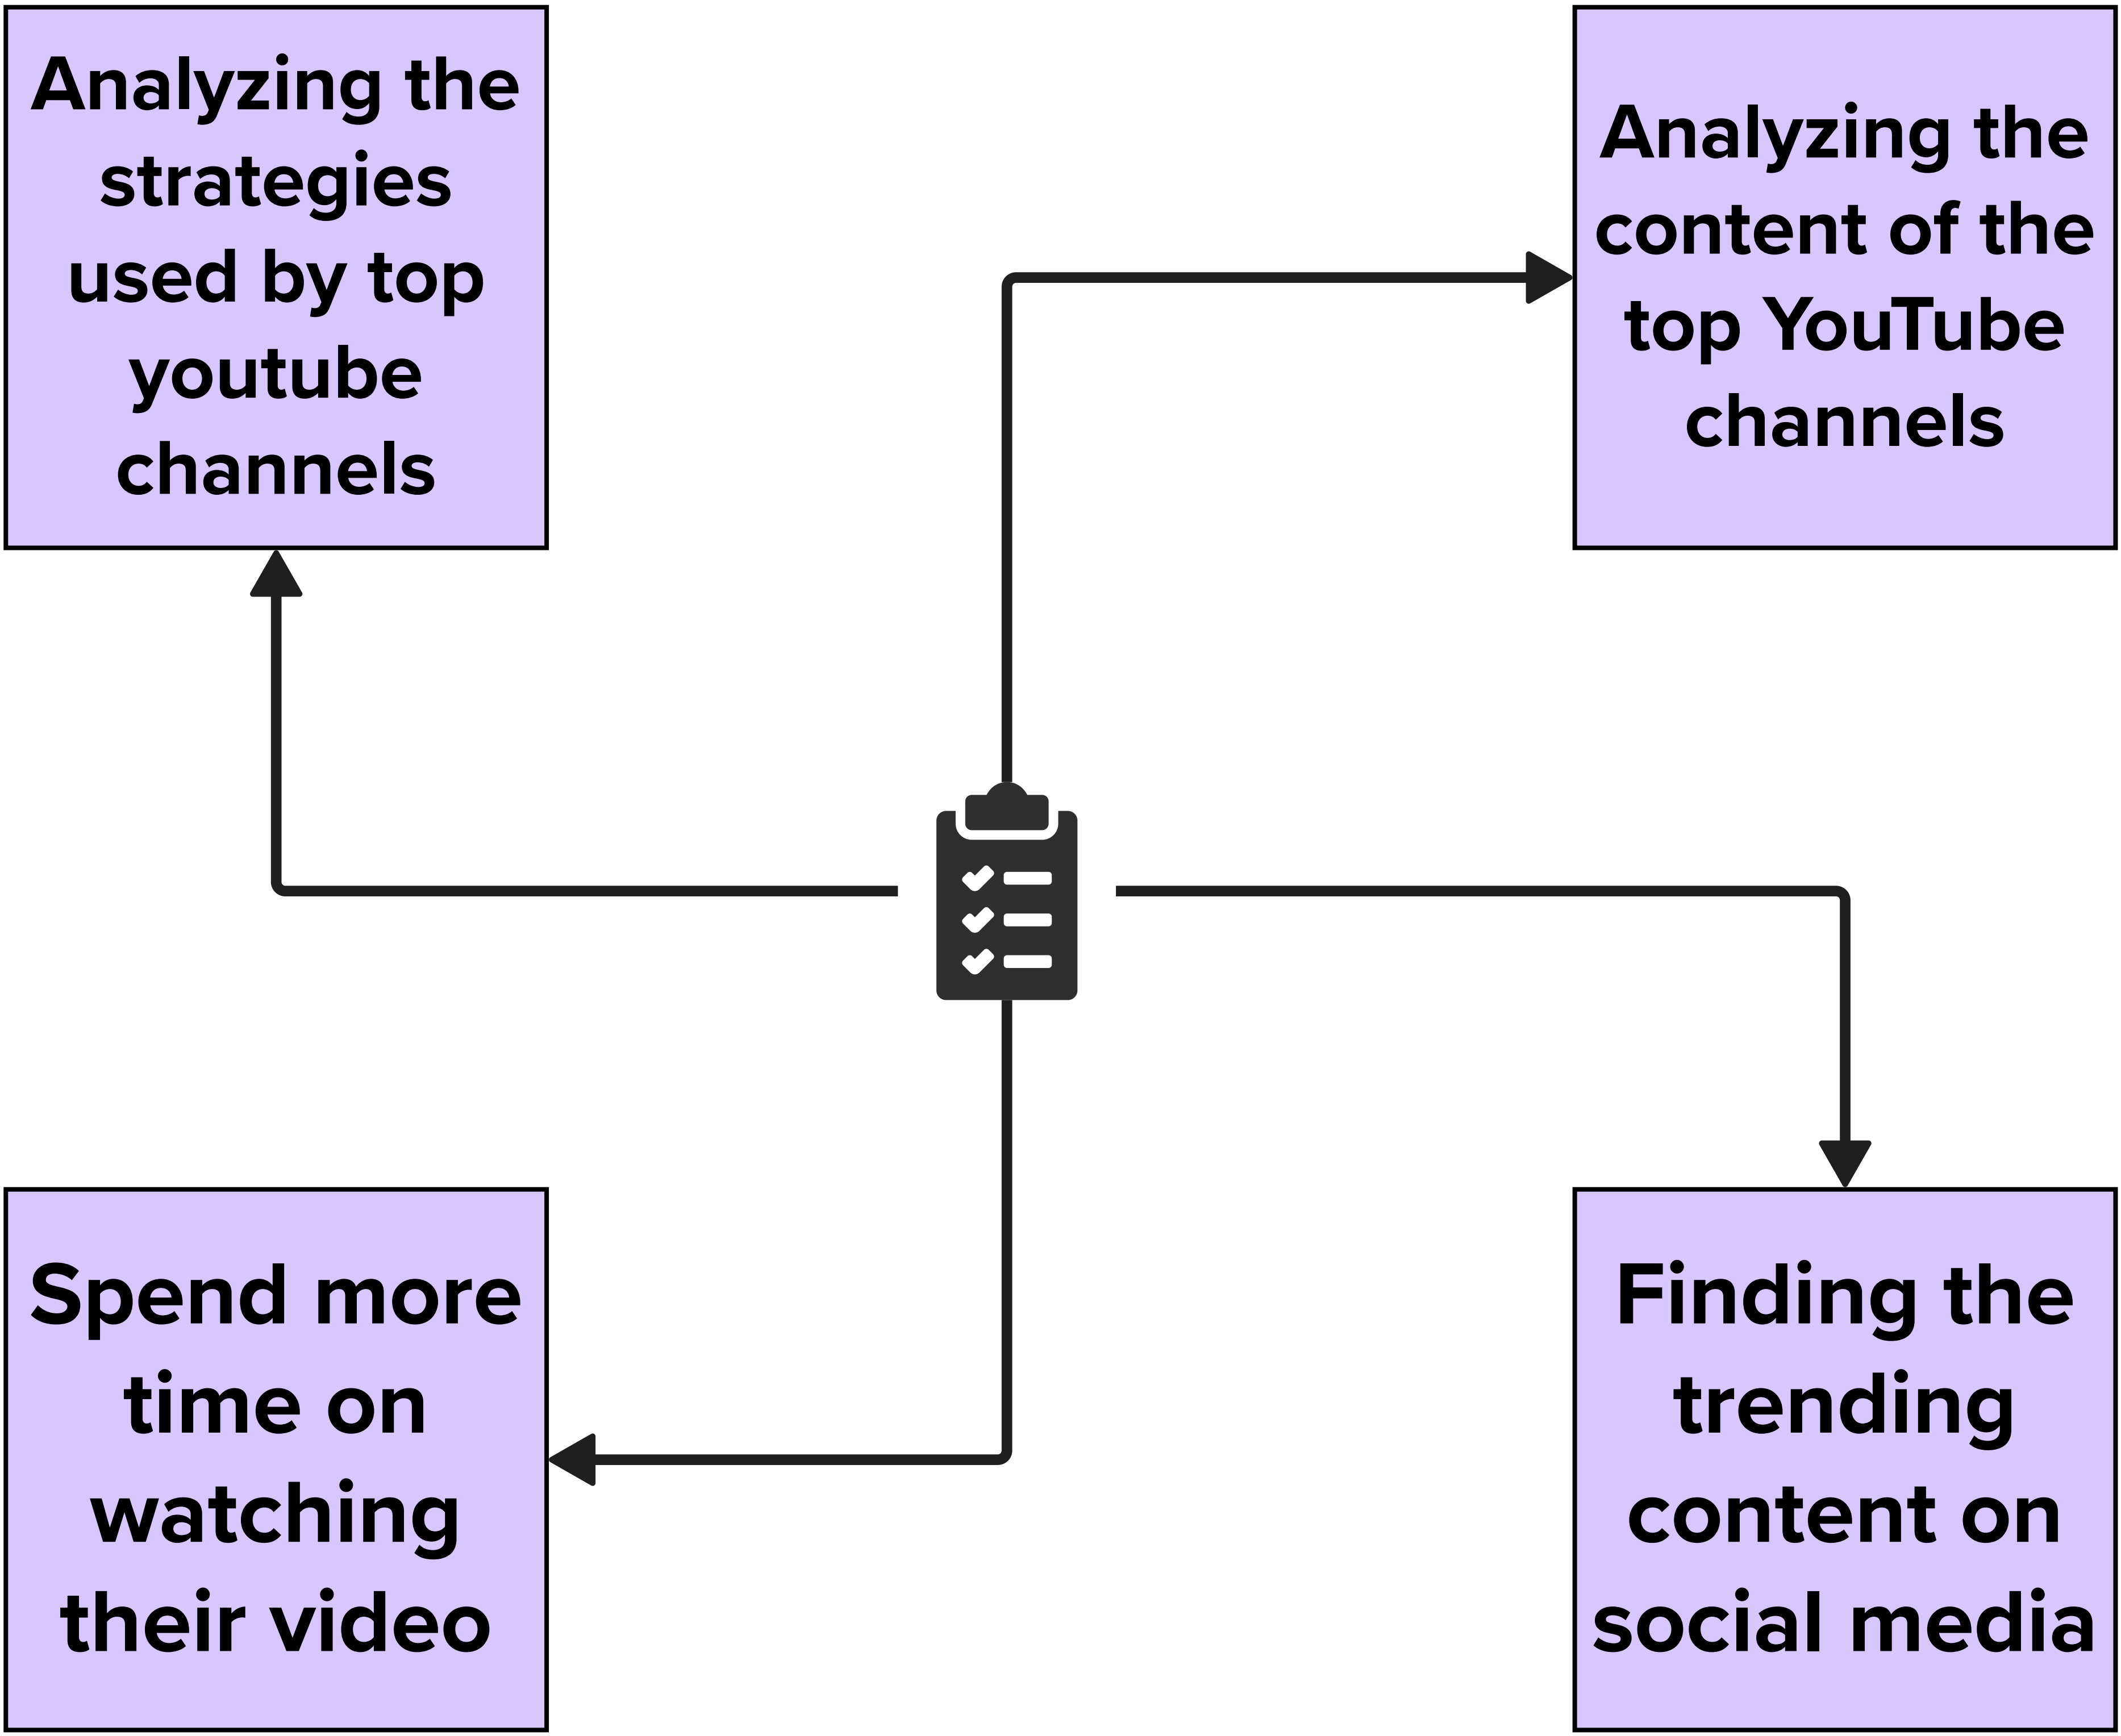 Analyzing the
strategies
used by top
youtube
channels
Analyzing the
content of the
top YouTube
channels
Spend more
time on
watching
their video
Finding the
trending
content on
social media